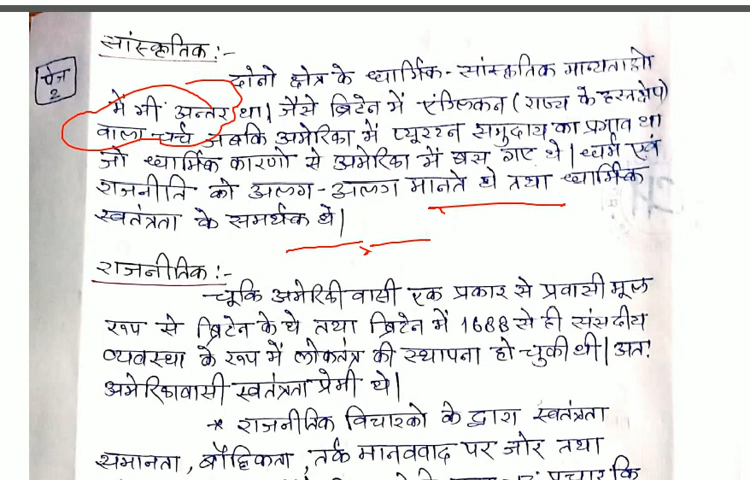 सांस्कृतिक :-
पेज
2
दोनो क्षेत्र के ध्यार्मिक- सांस्कृतिक मान्यताओ
में भी अन्तर था। जैसे ब्रिटेन में एंग्लिकन (राज्य के हस्तक्षेप)
वाला चर्च जबकि अमेरिका में प्यूरटन समुदाय का प्रभाव था
जो ध्यार्मिक कारणो से अमेरिका में बस गए थे। ध्यर्म एवं
राजनीति को अलग-अलग मानते थे तथा ध्यार्मिक
स्वतंत्रता के समर्थक थे।
राजनीतिक :-
चूकि अमेरिकी वासी एक प्रकार से प्रवासी मूल
रूप से ब्रिटेन के थे तथा ब्रिटेन में 1688 से ही संसदीय
व्यवस्था के रूप में लोकतंत्र की स्थापना हो चुकी थी। अतः
अमेरिकावासी स्वतंत्रता प्रेमी थे।
* राजनीतिक विचारको के द्वारा स्वतंत्रता
समानता, बौद्दिकता, तर्क मानववाद पर जोर तथा